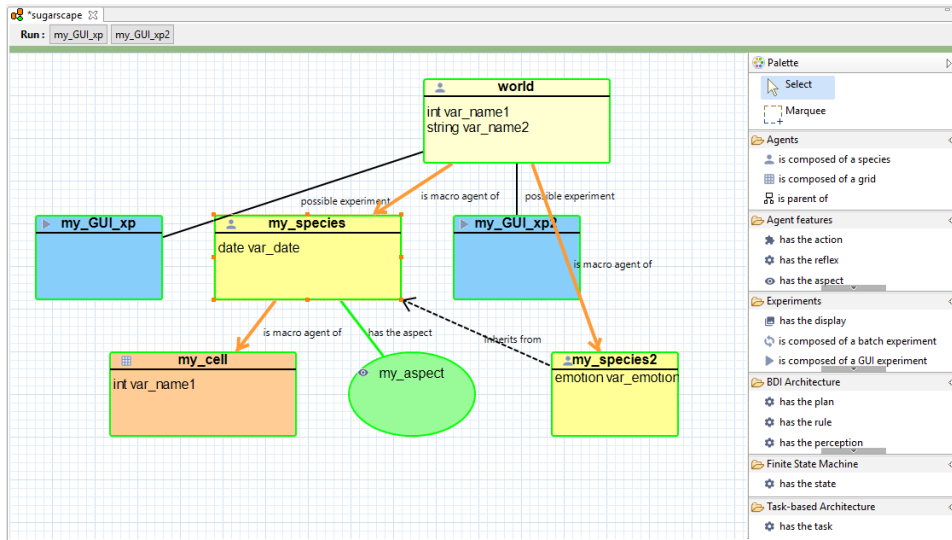 *sugarscape
Run : my_GUI_xp my_GUI_xp2
world
int var_name1
string var_name2
possible experiment
is macro agent of
possible experiment
my_GUI_xp
my_species
date var_date
my_GUI_xp2
is macro agent of
is macro agent of
has the aspect
inherits from
my_cell
int var_name1
my_aspect
my_species2
emotion var_emotion
Palette
Select
Marquee
Agents
is composed of a species
is composed of a grid
is parent of
Agent features
has the action
has the reflex
has the aspect
Experiments
has the display
is composed of a batch experiment
is composed of a GUI experiment
BDI Architecture
has the plan
has the rule
has the perception
Finite State Machine
has the state
Task-based Architecture
has the task